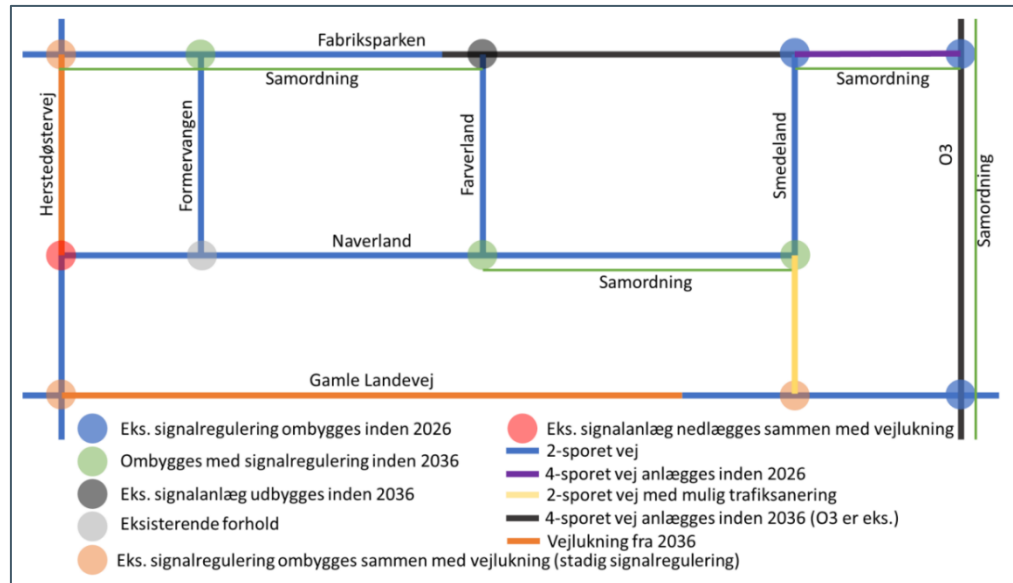 Fabriksparken
Samordning
Samordning
Herstedøstervej
Formervangen
Farverland
Smedeland
O3
Samordning
Naverland
Samordning
Gamle Landevej
Eks. signalregulering ombygges inden 2026
Ombygges med signalregulering inden 2036
Eks. signalanlæg udbygges inden 2036
Eksisterende forhold
Eks. signalregulering ombygges sammen med vejlukning (stadig signalregulering)
Eks. signalanlæg nedlægges sammen med vejlukning
2-sporet vej
4-sporet vej anlægges inden 2026
2-sporet vej med mulig trafiksanering
4-sporet vej anlægges inden 2036 (O3 er eks.)
Vejlukning fra 2036